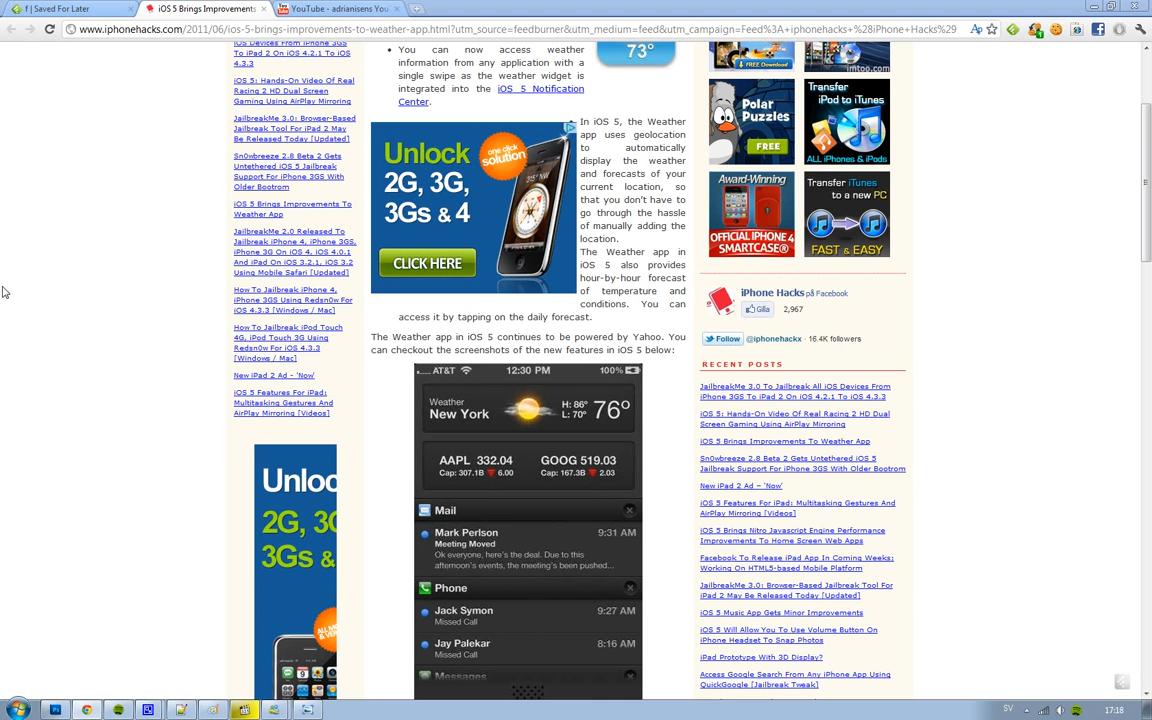 f | Saved For Later
iOS 5 Brings Improvements
YouTube - adrianisens You
www.iphonehacks.com/2011/06/ios-5-brings-improvements-to-weather-app.html?utm_source=feedburner&utm_medium=feed&utm_campaign=Feed%3A+iphonehacks+%28iPhone+Hacks%29
iOS Devices From iPhone 3GS
To iPad 2 On iOS 4.2.1 To iOS
4.3.3
iOS 5: Hands-On Video Of Real
Racing 2 HD Dual Screen
Gaming Using AirPlay Mirroring
JailbreakMe 3.0: Browser-Based
Jailbreak Tool For iPad 2 May
Be Released Today [Updated]
Sn0wbreeze 2.8 Beta 2 Gets
Untethered iOS 5 Jailbreak
Support For iPhone 3GS With
Older Bootrom
iOS 5 Brings Improvements To
Weather App
JailbreakMe 2.0 Released To
Jailbreak iPhone 4, iPhone 3GS,
iPhone 3G On iOS 4, iOS 4.0.1
And iPad On iOS 3.2.1, iOS 3.2
Using Mobile Safari [Updated]
How To Jailbreak iPhone 4,
iPhone 3GS Using Redsn0w For
iOS 4.3.3 [Windows / Mac]
How To Jailbreak iPod Touch
4G, iPod Touch 3G Using
Redsn0w For iOS 4.3.3
[Windows / Mac]
New iPad 2 Ad - 'Now'
iOS 5 Features For iPad:
Multitasking Gestures And
AirPlay Mirroring [Videos]
Unloc
2G, 3G
3Gs &
• You can now access weather
information from any application with a
single swipe as the weather widget is
integrated into the iOS 5 Notification
Center.
73°
Unlock
2G, 3G,
3Gs & 4
one click
solution
CLICK HERE
In iOS 5, the Weather
app uses geolocation
to automatically
display the weather
and forecasts of your
current location, so
that you don't have to
go through the hassle
of manually adding the
location.
The Weather app in
iOS 5 also provides
hour-by-hour forecast
of temperature and
conditions. You can
access it by tapping on the daily forecast.
The Weather app in iOS 5 continues to be powered by Yahoo. You
can checkout the screenshots of the new features in iOS 5 below:
AT&T 12:30 PM 100%
Weather
New York
H: 86°
L: 70°
76°
AAPL 332.04
Cap: 307.1B 6.00
GOOG 519.03
Cap: 167.3B 2.03
Mail
Mark Perlson 9:31 AM
Meeting Moved
Ok everyone, here's the deal. Due to this
afternoon's events, the meeting's been pushed...
Phone
Jack Symon 9:27 AM
Missed Call
Jay Palekar 8:16 AM
Missed Call
Messages
FREE Download
imtoo.com
Polar
Puzzles
FREE
Transfer
iPod to iTunes
ALL iPhones & iPods
AWARD-WINNING
OFFICIAL IPHONE 4
SMARTCASE®
Transfer iTunes
to a new PC
FAST & EASY
iPhone Hacks på Facebook
Gilla 2,967
Follow @iphonehackx · 16.4K followers
RECENT POSTS
JailbreakMe 3.0 To Jailbreak All iOS Devices From
iPhone 3GS To iPad 2 On iOS 4.2.1 To iOS 4.3.3
iOS 5: Hands-On Video Of Real Racing 2 HD Dual
Screen Gaming Using AirPlay Mirroring
iOS 5 Brings Improvements To Weather App
Sn0wbreeze 2.8 Beta 2 Gets Untethered iOS 5
Jailbreak Support For iPhone 3GS With Older Bootrom
New iPad 2 Ad – 'Now'
iOS 5 Features For iPad: Multitasking Gestures And
AirPlay Mirroring [Videos]
iOS 5 Brings Nitro Javascript Engine Performance
Improvements To Home Screen Web Apps
Facebook To Release iPad App In Coming Weeks;
Working On HTML5-based Mobile Platform
JailbreakMe 3.0: Browser-Based Jailbreak Tool For
iPad 2 May Be Released Today [Updated]
iOS 5 Music App Gets Minor Improvements
iOS 5 Will Allow You To Use Volume Button On
iPhone Headset To Snap Photos
iPad Prototype With 3D Display?
Access Google Search From Any iPhone App Using
QuickGoogle [Jailbreak Tweak]
SV
17:18